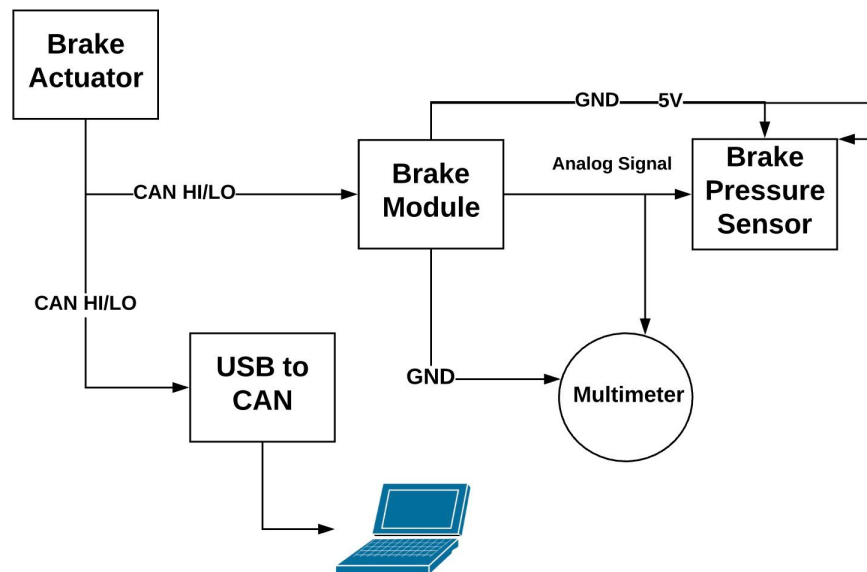 Brake
Actuator
GND
5V
Analog Signal
Brake
Module
Brake
Pressure
Sensor
CAN HI/LO
CAN HI/LO
USB to
CAN
GND
Multimeter